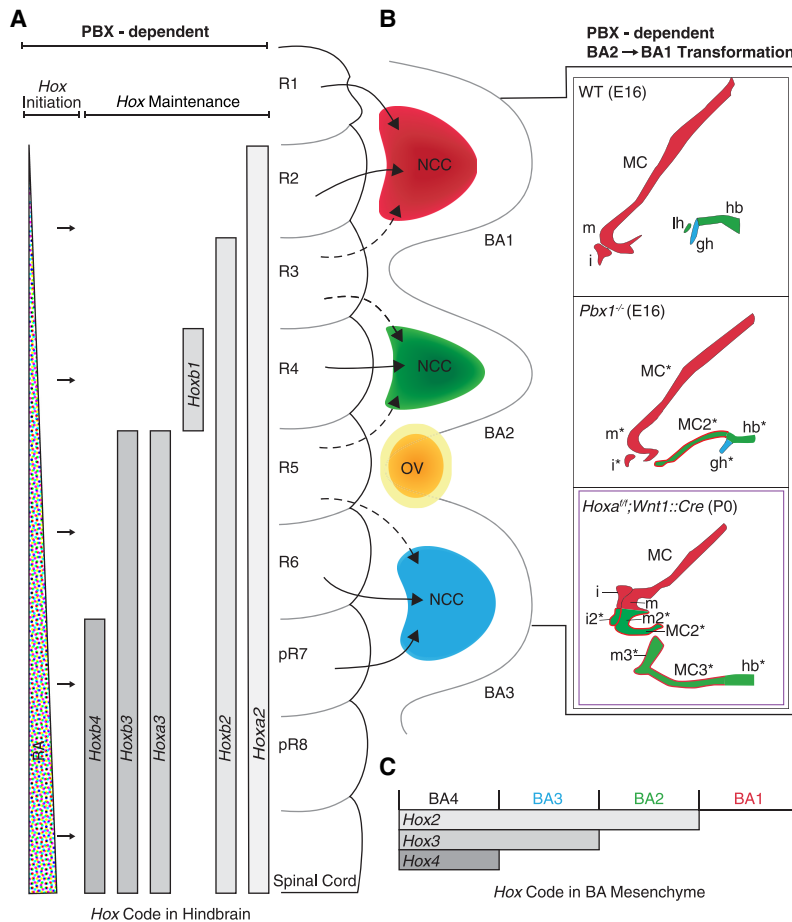 A
PBX - dependent
Hox
Initiation
Hox Maintenance
RA
Hoxb4
Hoxb3
Hoxa3
Hoxb1
Hoxb2
Hoxa2
R1
R2
R3
R4
R5
R6
pR7
pR8
Spinal Cord
Hox Code in Hindbrain
B
NCC
BA1
NCC
BA2
OV
NCC
BA3
PBX - dependent
BA2 → BA1 Transformation
WT (E16)
MC
m
i
lh
hb
gh
Pbx1-/- (E16)
MC*
m*
i*
MC2*
hb*
gh*
Hoxaf/f;Wnt1::Cre (P0)
MC
i
m
i2*
m2*
MC2*
m3*
MC3*
hb*
C
BA4 BA3 BA2 BA1
Hox2
Hox3
Hox4
Hox Code in BA Mesenchyme